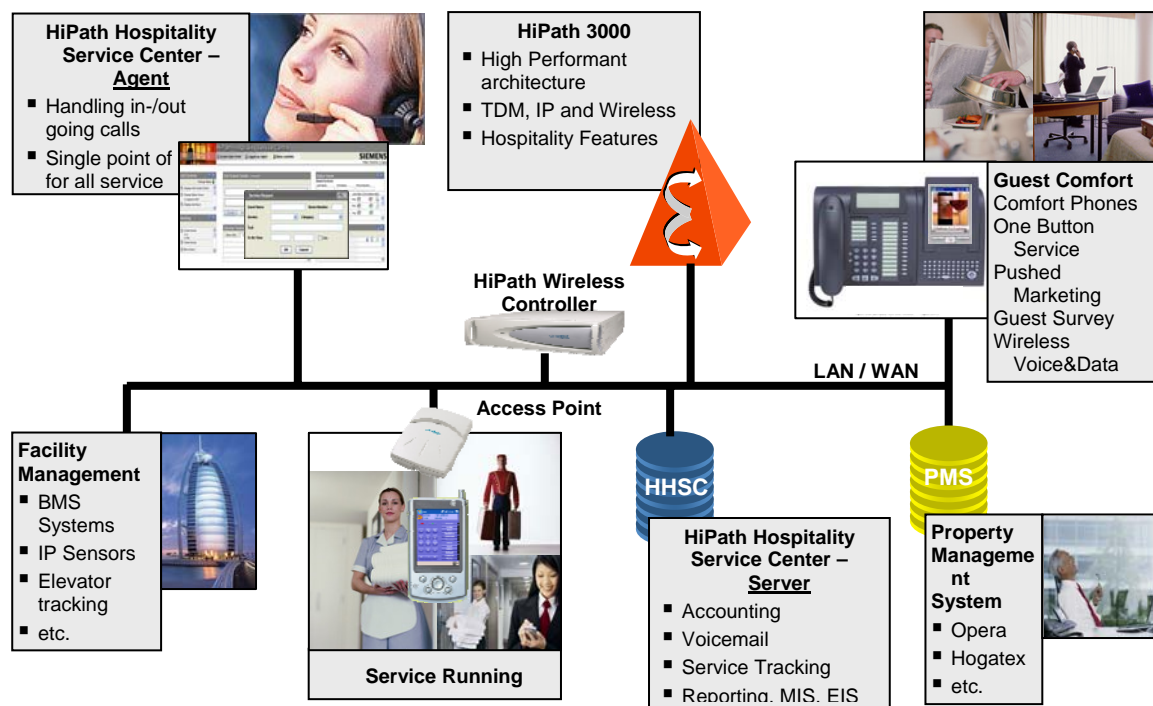 HiPath Hospitality
Service Center –
Agent
▪ Handling in-/out
going calls
▪ Single point of
for all service
SIEMENS
Service Request
HiPath 3000
▪ High Performant
architecture
▪ TDM, IP and Wireless
▪ Hospitality Features
Guest Comfort
Comfort Phones
One Button
Service
Pushed
Marketing
Guest Survey
Wireless
Voice&Data
HiPath Wireless
Controller
LAN / WAN
Access Point
Facility
Management
▪ BMS
Systems
▪ IP Sensors
▪ Elevator
tracking
▪ etc.
Service Running
HHSC
HiPath Hospitality
Service Center –
Server
▪ Accounting
▪ Voicemail
▪ Service Tracking
▪ Reporting, MIS, EIS
PMS
Property
Manageme
nt
System
▪ Opera
▪ Hogatex
▪ etc.